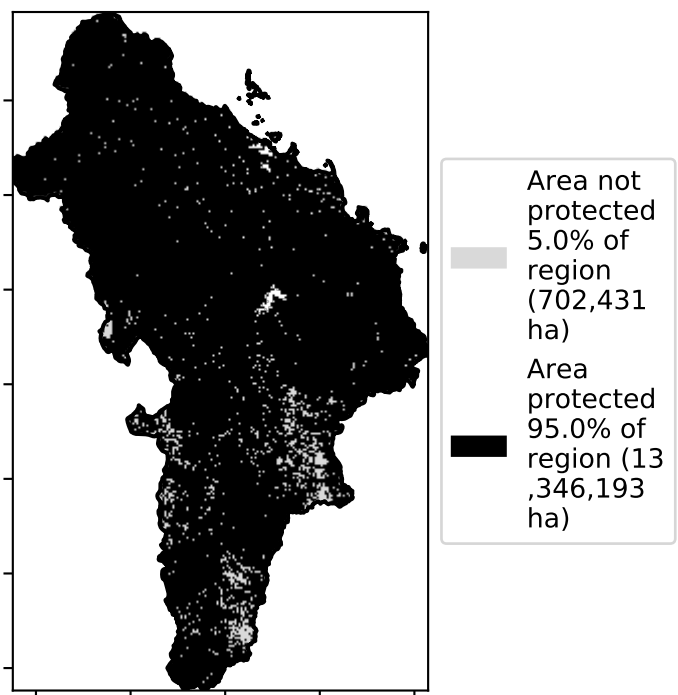 Area not
protected
5.0% of
region
(702,431
ha)
Area
protected
95.0% of
region (13
,346,193
ha)